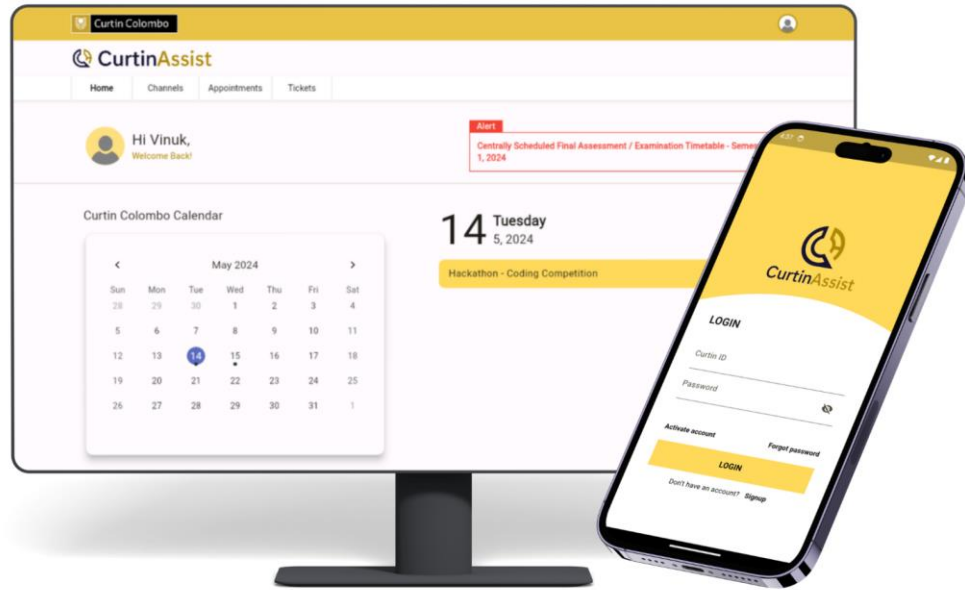 Curtin Colombo
CurtinAssist
Home Channels Appointments Tickets
Hi Vinuk,
Welcome Back!
Alert
Centrally Scheduled Final Assessment / Examination Timetable - 
1, 2024
Curtin Colombo Calendar
May 2024
Sun Mon Tue Wed Thu Fri Sat
28 29 30 1 2 3 4
5 6 7 8 9 10 11
12 13 14 15 16 17 18
19 20 21 22 23 24 25
26 27 28 29 30 31 1
14 Tuesday
5, 2024
Hackathon - Coding Competition
4:37
CurtinAssist
LOGIN
Curtin ID
Password
Activate account Forgot password
LOGIN
Don't have an account? Signup